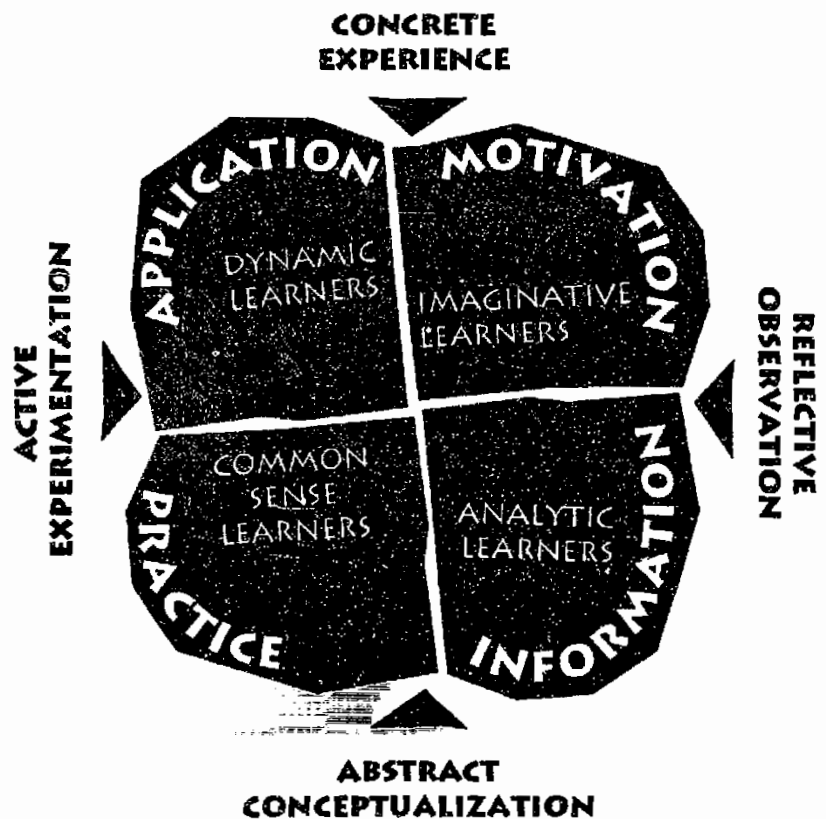 CONCRETE
EXPERIENCE
APPLICATION
MOTIVATION
DYNAMIC
LEARNERS
IMAGINATIVE
LEARNERS
ACTIVE
EXPERIMENTATION
REFLECTIVE
OBSERVATION
COMMON
SENSE
LEARNERS
ANALYTIC
LEARNERS
PRACTICE
INFORMATION
ABSTRACT
CONCEPTUALIZATION